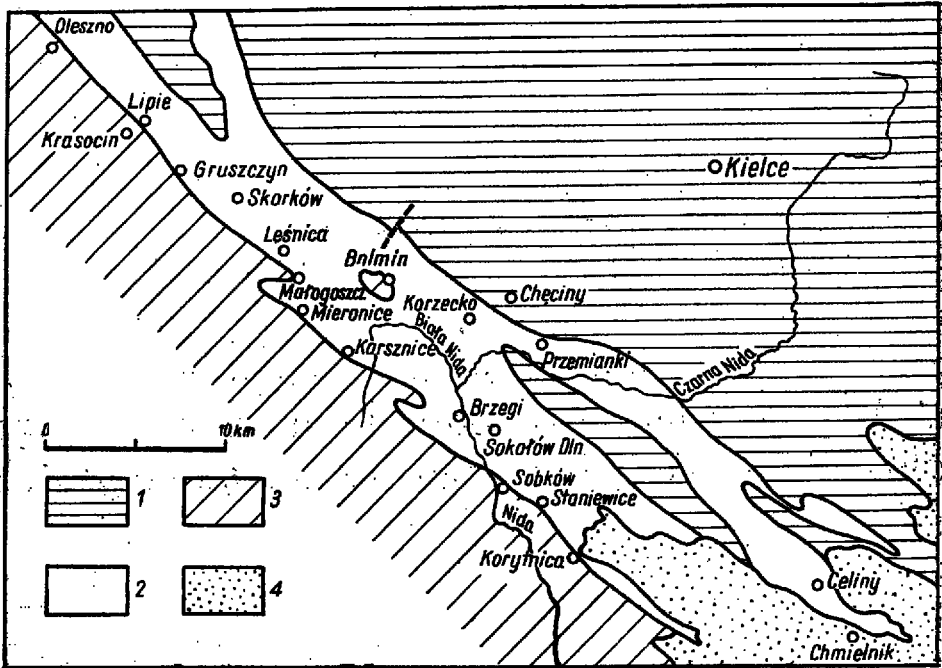 Oleszno
Lipie
Krasocin
Gruszczyn
Skorków
Kielce
Leśnica
Bolmin
Małogoszcz
Mieronice
Korzecko
Chęciny
Biała Nida
Karsznice
Przemianki
Czarna Nida
Brzegi
Sokołów Dln.
0 10 km
Sobków
Staniewice
Nida
Korytnica
Celiny
Chmielnik
1 3
2 4